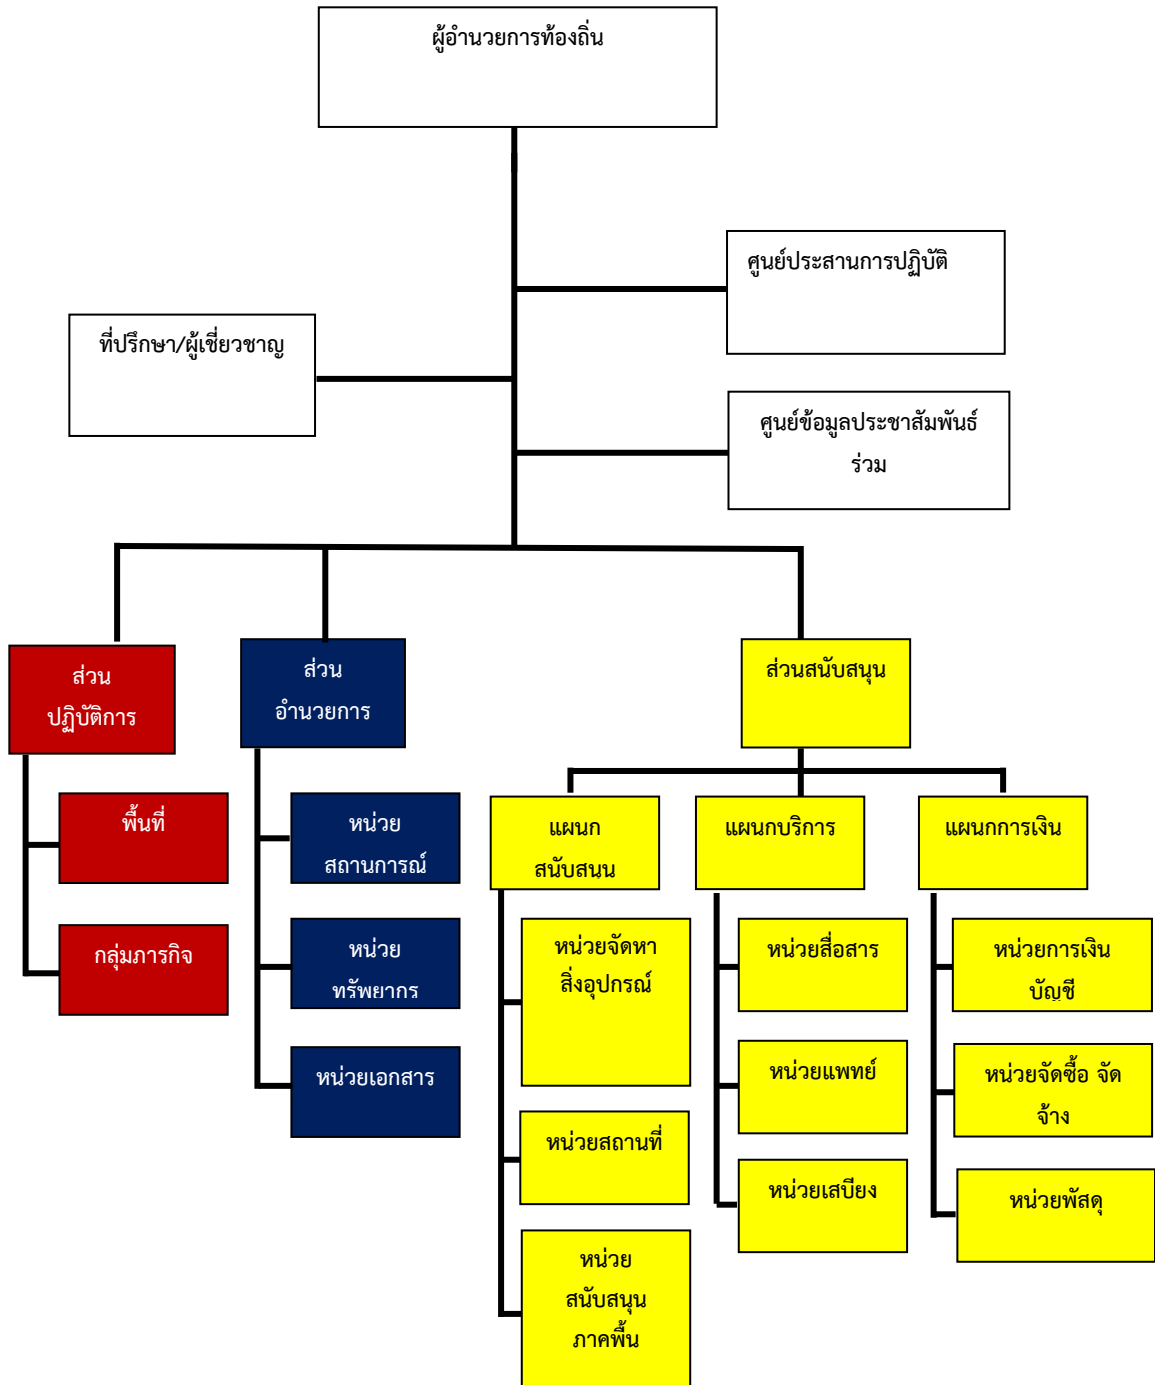 ผู้อำนวยการท้องถิ่น
ศูนย์ประสานการปฏิบัติ
ที่ปรึกษา/ผู้เชี่ยวชาญ
ศูนย์ข้อมูลประชาสัมพันธ์
ร่วม
ส่วน
ปฏิบัติการ
พื้นที่
กลุ่มภารกิจ
ส่วน
อำนวยการ
หน่วย
สถานการณ์
หน่วย
ทรัพยากร
หน่วยเอกสาร
ส่วนสนับสนุน
แผนก
สนับสนน
หน่วยจัดหา
สิ่งอุปกรณ์
หน่วยสถานที่
หน่วย
สนับสนุน
ภาคพื้น
แผนกบริการ
หน่วยสื่อสาร
หน่วยแพทย์
หน่วยเสบียง
แผนกการเงิน
หน่วยการเงิน
บัญชี
หน่วยจัดซื้อ จัด
จ้าง
หน่วยพัสดุ